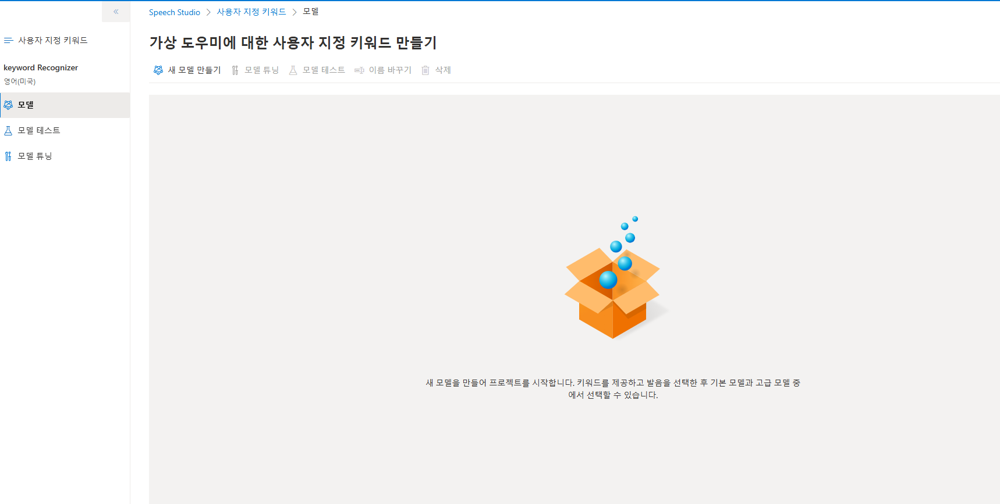 Speech Studio > 사용자 지정 키워드 > 모델
사용자 지정 키워드
keyword Recognizer
영어(미국)
모델
모델 테스트
모델 튜닝
가상 도우미에 대한 사용자 지정 키워드 만들기
새 모델 만들기 모델 튜닝 모델 테스트 이름 바꾸기 삭제
새 모델을 만들어 프로젝트를 시작합니다. 키워드를 제공하고 발음을 선택한 후 기본 모델과 고급 모델 중
에서 선택할 수 있습니다.